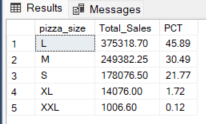 Results Messages
pizza_size Total_Sales PCT
1 L 375318.70 45.89
2 M 249382.25 30.49
3 S 178076.50 21.77
4 XL 14076.00 1.72
5 XXL 1006.60 0.12